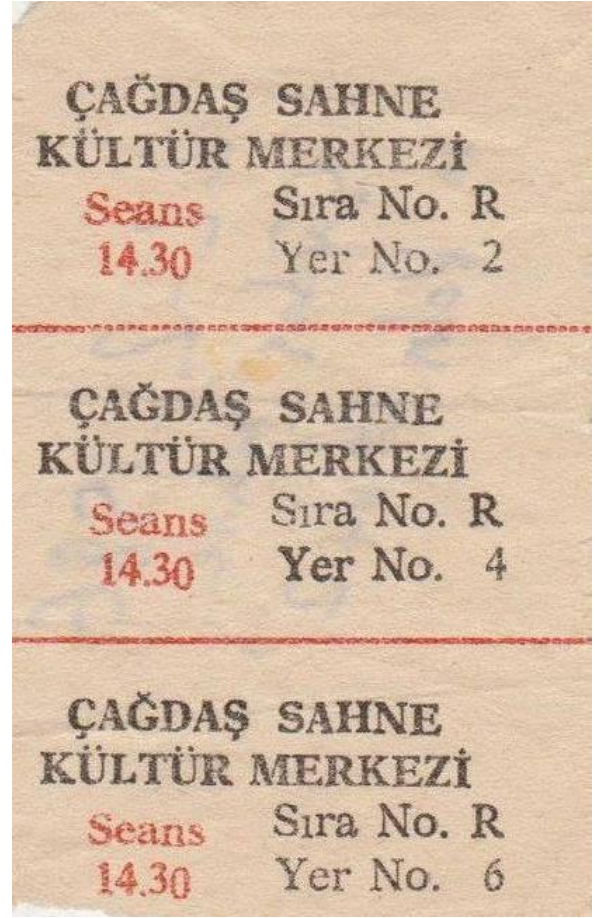 ÇAĞDAŞ SAHNE
KÜLTÜR MERKEZİ
Seans Sıra No. R
14.30 Yer No. 2
ÇAĞDAŞ SAHNE
KÜLTÜR MERKEZİ
Seans Sıra No. R
14.30 Yer No. 4
ÇAĞDAŞ SAHNE
KÜLTÜR MERKEZİ
Seans Sıra No. R
14.30 Yer No. 6